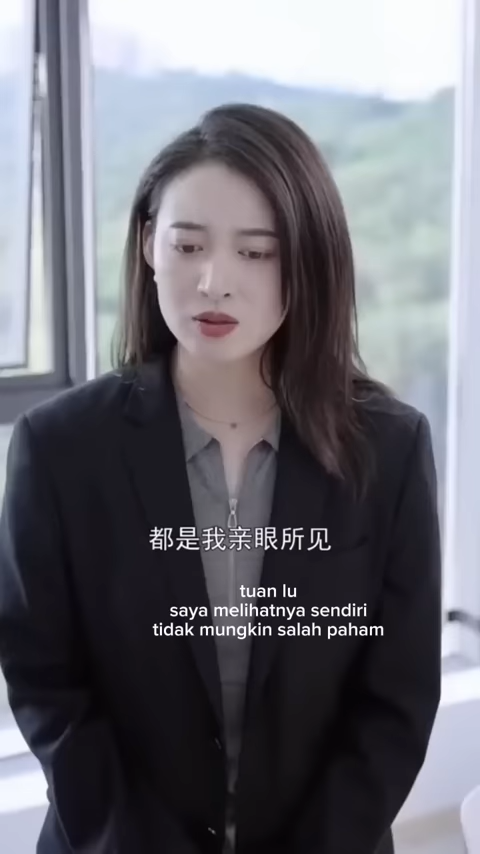 都是我亲眼所见
tuan lu
saya melihatnya sendiri
tidak mungkin salah paham